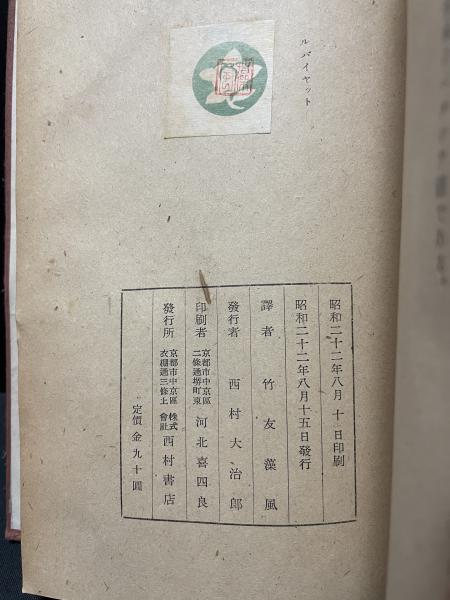 ルバイヤット
昭和二十二年八月 十 日印刷
昭和二十二年八月十五日發行
譯者 竹友藻風
發行者 西村大治郎
印刷者 京都市中京區二條通堺町東 河北喜四良
發行所 京都市中京區衣棚通三條上 株式會社 西村書店
定價金九十圓